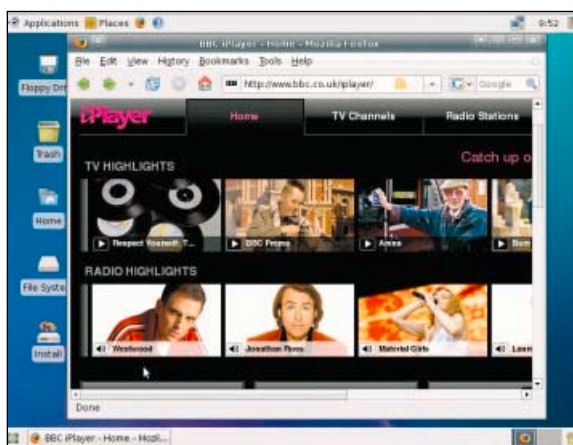 Applications Places 9:52
BBC iPlayer - Home - Mozilla Firefox
File Edit View History Bookmarks Tools Help
http://www.bbc.co.uk/iplayer/ Google
Floppy
Trash
Home
File Syste
Install
iPlayer Home TV Channels Radio Stations
Catch up o
TV HIGHLIGHTS
Respect Yourself: T... BBC Promo Arena Bum
RADIO HIGHLIGHTS
Westwood Jonathan Ross Material Girls
Done
BBC iPlayer - Home - Mozil...